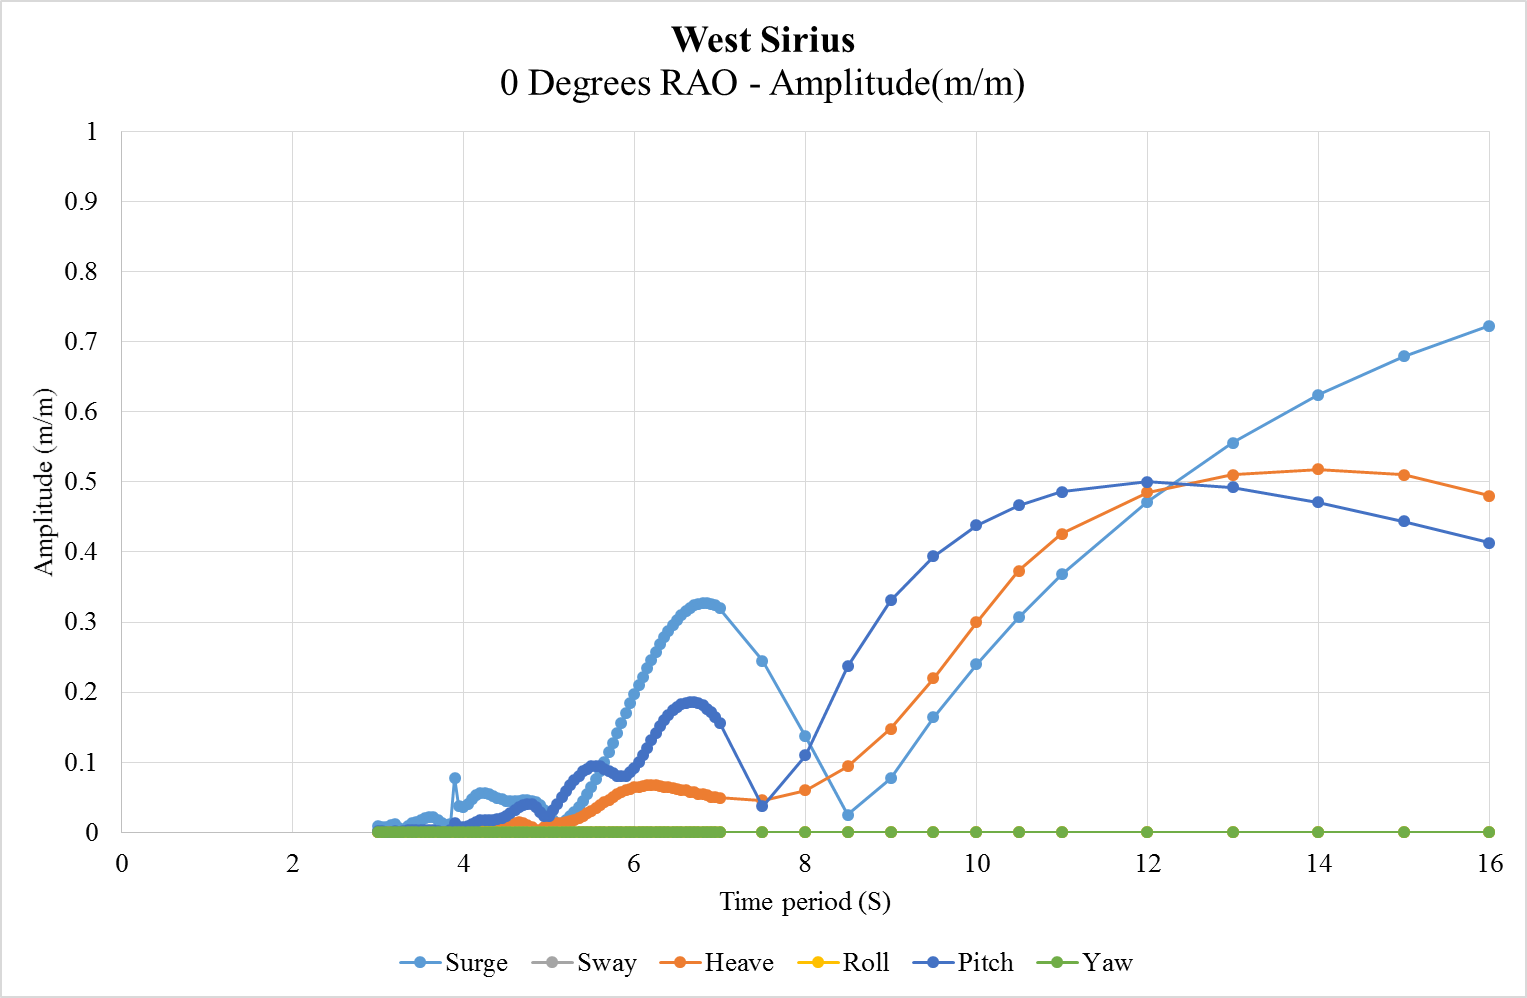 West Sirius
0 Degrees RAO - Amplitude(m/m)
1
0.9
0.8
0.7
0.6
0.5
0.4
0.3
0.2
0.1
0
Amplitude (m/m)
0 2 4 6 8 10 12 14 16
Time period (S)
Surge Sway Heave Roll Pitch Yaw